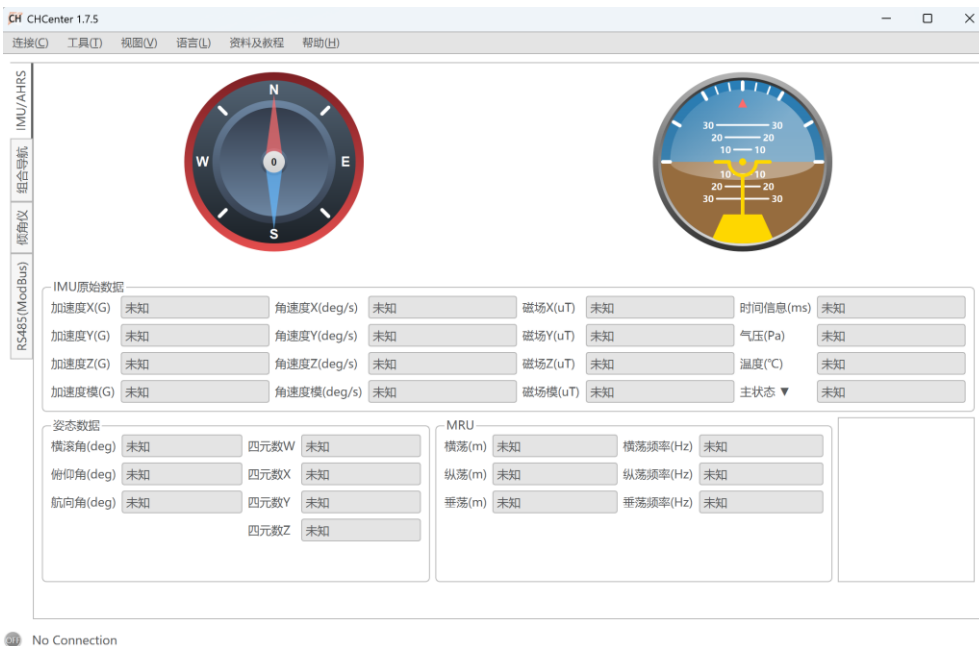 CH CHCenter 1.7.5
连接(C) 工具(T) 视图(V) 语言(L) 资料及教程 帮助(H)
IMU/AHRS
组合导航
倾角仪
RS485(ModBus)
N
W 0 E
S
30 30
20 20
10 10
10 10
20 20
30 30
IMU原始数据
加速度X(G) 未知 角速度X(deg/s) 未知 磁场X(uT) 未知 时间信息(ms) 未知
加速度Y(G) 未知 角速度Y(deg/s) 未知 磁场Y(uT) 未知 气压(Pa) 未知
加速度Z(G) 未知 角速度Z(deg/s) 未知 磁场Z(uT) 未知 温度(℃) 未知
加速度模(G) 未知 角速度模(deg/s) 未知 磁场模(uT) 未知 主状态 ▼ 未知
姿态数据 MRU
横滚角(deg) 未知 四元数W 未知 横荡(m) 未知 横荡频率(Hz) 未知
俯仰角(deg) 未知 四元数X 未知 纵荡(m) 未知 纵荡频率(Hz) 未知
航向角(deg) 未知 四元数Y 未知 垂荡(m) 未知 垂荡频率(Hz) 未知
四元数Z 未知
OFF No Connection